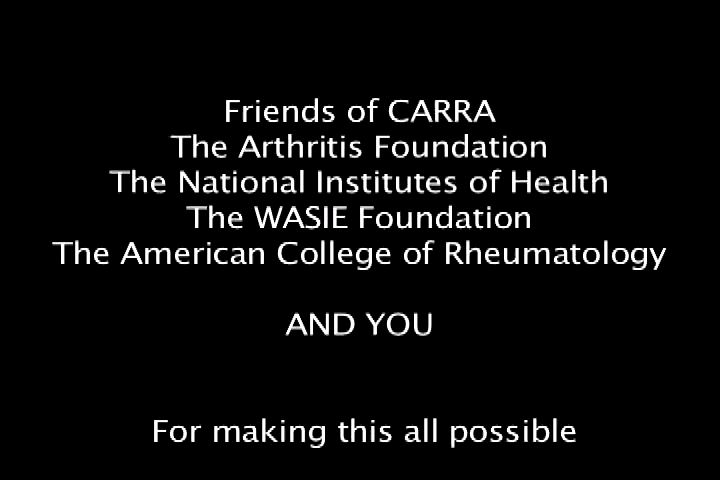 Friends of CARRA
The Arthritis Foundation
The National Institutes of Health
The WASIE Foundation
The American College of Rheumatology
AND YOU
For making this all possible